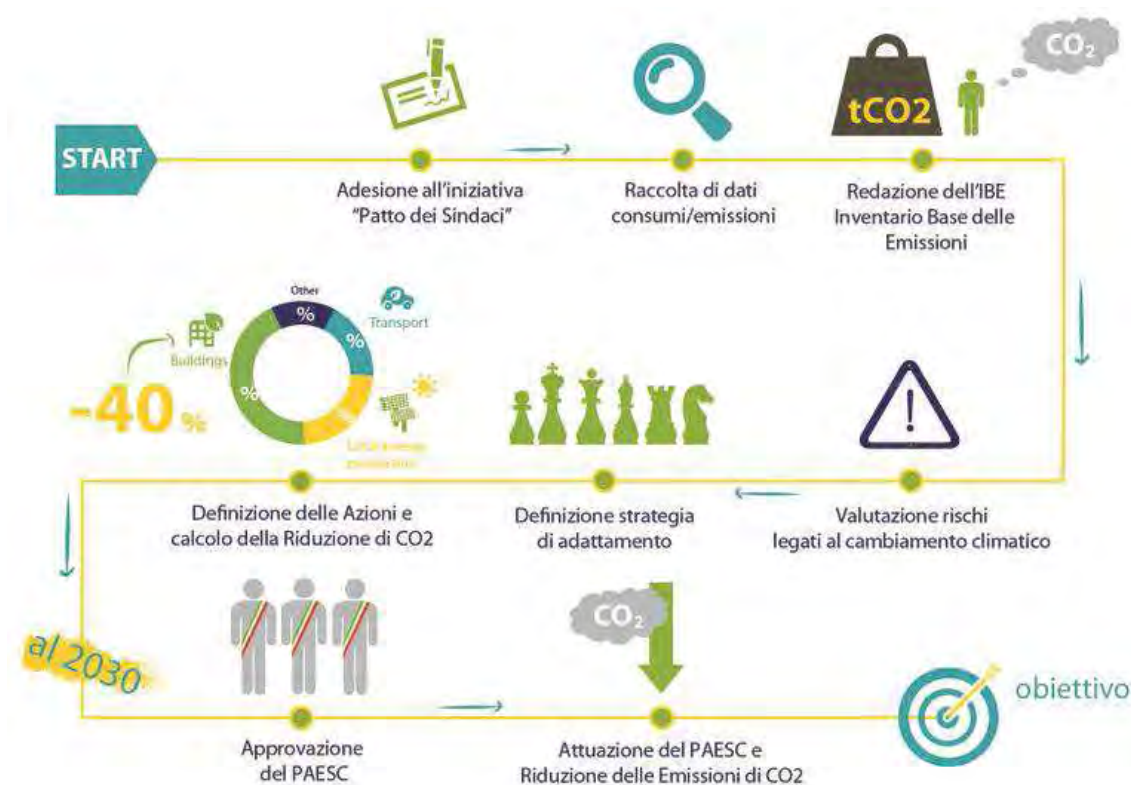 CO₂
tCO2
START
Adesione all'iniziativa
"Patto dei Sindaci"
Raccolta di dati
consumi/emissioni
Redazione dell'IBE
Inventario Base delle
Emissioni
Other
%
Transport
%
Buildings
%
-40 %
Definizione delle Azioni e
calcolo della Riduzione di CO2
Definizione strategia
di adattamento
Valutazione rischi
legati al cambiamento climatico
CO₂
al 2030
obiettivo
Approvazione
del PAESC
Attuazione del PAESC e
Riduzione delle Emissioni di CO2